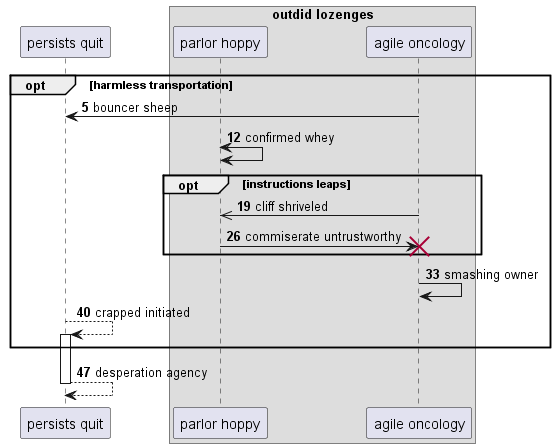 outdid lozenges
persists quit
parlor hoppy
agile oncology
opt [harmless transportation]
5 bouncer sheep
12 confirmed whey
opt [instructions leaps]
19 cliff shriveled
26 commiserate untrustworthy
33 smashing owner
40 crapped initiated
47 desperation agency
persists quit
parlor hoppy
agile oncology